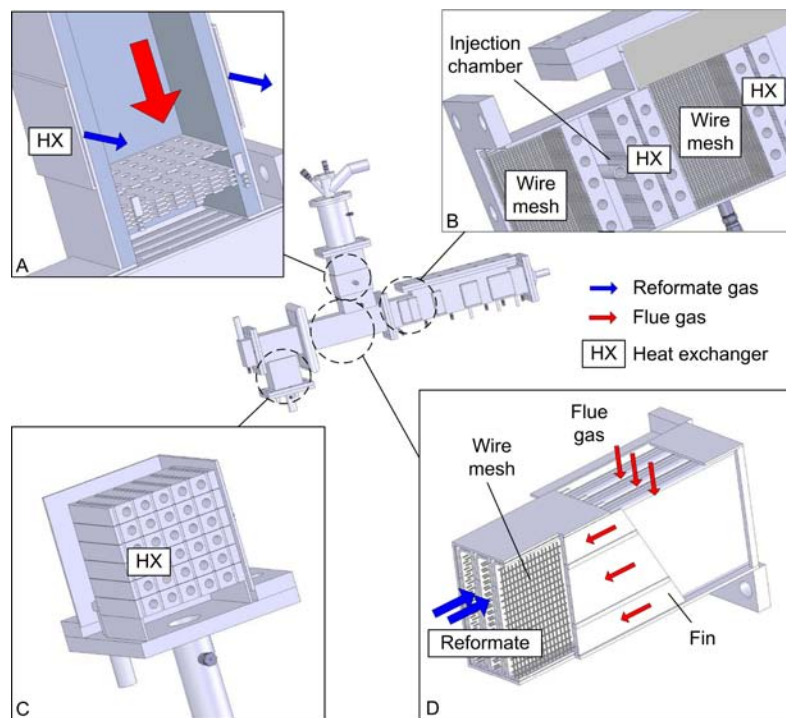 HX
A
Injection
chamber
HX
Wire
mesh
HX
Wire
mesh
B
Reformate gas
Flue gas
HX Heat exchanger
HX
C
Flue
gas
Wire
mesh
Reformate
Fin
D